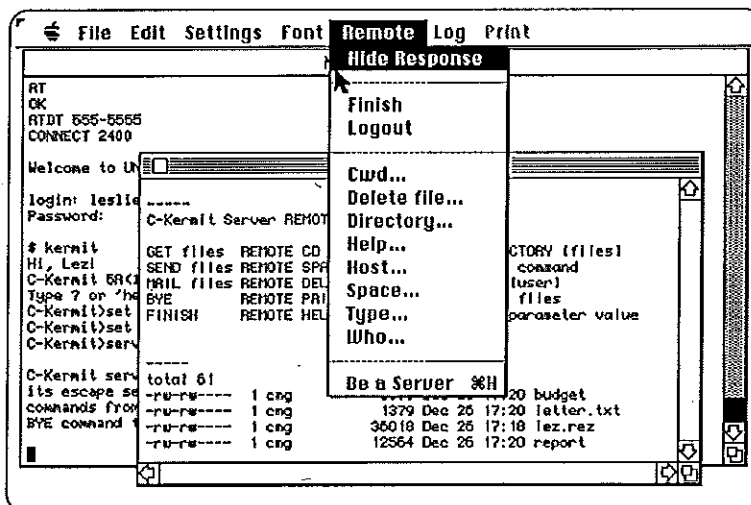 File Edit Settings Font Remote Log Print
Hide Response
Finish
Logout
Cwd...
Delete file...
Directory...
Help...
Host...
Space...
Type...
Who...
Be a Server ⌘H
AT
OK
ATDT 555-5555
CONNECT 2400
Welcome to UN
login: leslie
Password:
# kermit
Hi, Lez!
C-Kermit 5A(1
Type ? or 'he
C-Kermit>set
C-Kermit>set
C-Kermit>serv
C-Kermit serv
its escape se
commands from
BYE command t
-----
C-Kermit Server REMOT
GET files REMOTE CD CTORY [files]
SEND files REMOTE SPA command
MAIL files REMOTE DEL [user]
BYE REMOTE PRI files
FINISH REMOTE HEL parameter value
-----
total 61
-rw-rw---- 1 cmg 20 budget
-rw-rw---- 1 cmg 1379 Dec 26 17:20 letter.txt
-rw-rw---- 1 cmg 36018 Dec 26 17:18 lez.rez
-rw-rw---- 1 cmg 12564 Dec 26 17:20 report